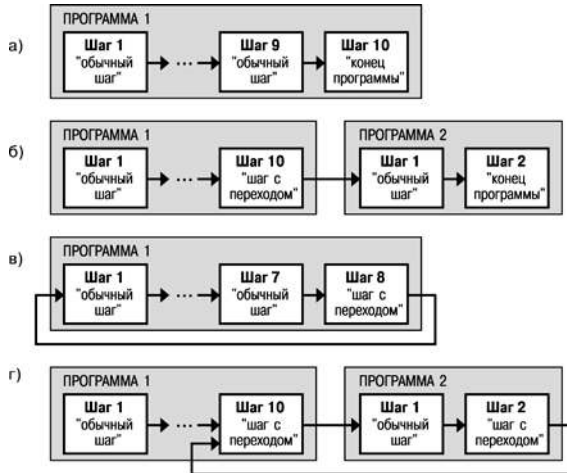 а)
ПРОГРАММА 1
Шаг 1
"обычный
шаг"
...
Шаг 9
"обычный
шаг"
Шаг 10
"конец
программы"
б)
ПРОГРАММА 1
Шаг 1
"обычный
шаг"
...
Шаг 10
"шаг с
переходом"
ПРОГРАММА 2
Шаг 1
"обычный
шаг"
Шаг 2
"конец
программы"
в)
ПРОГРАММА 1
Шаг 1
"обычный
шаг"
...
Шаг 7
"обычный
шаг"
Шаг 8
"шаг с
переходом"
г)
ПРОГРАММА 1
Шаг 1
"обычный
шаг"
...
Шаг 10
"шаг с
переходом"
ПРОГРАММА 2
Шаг 1
"обычный
шаг"
Шаг 2
"шаг с
переходом"